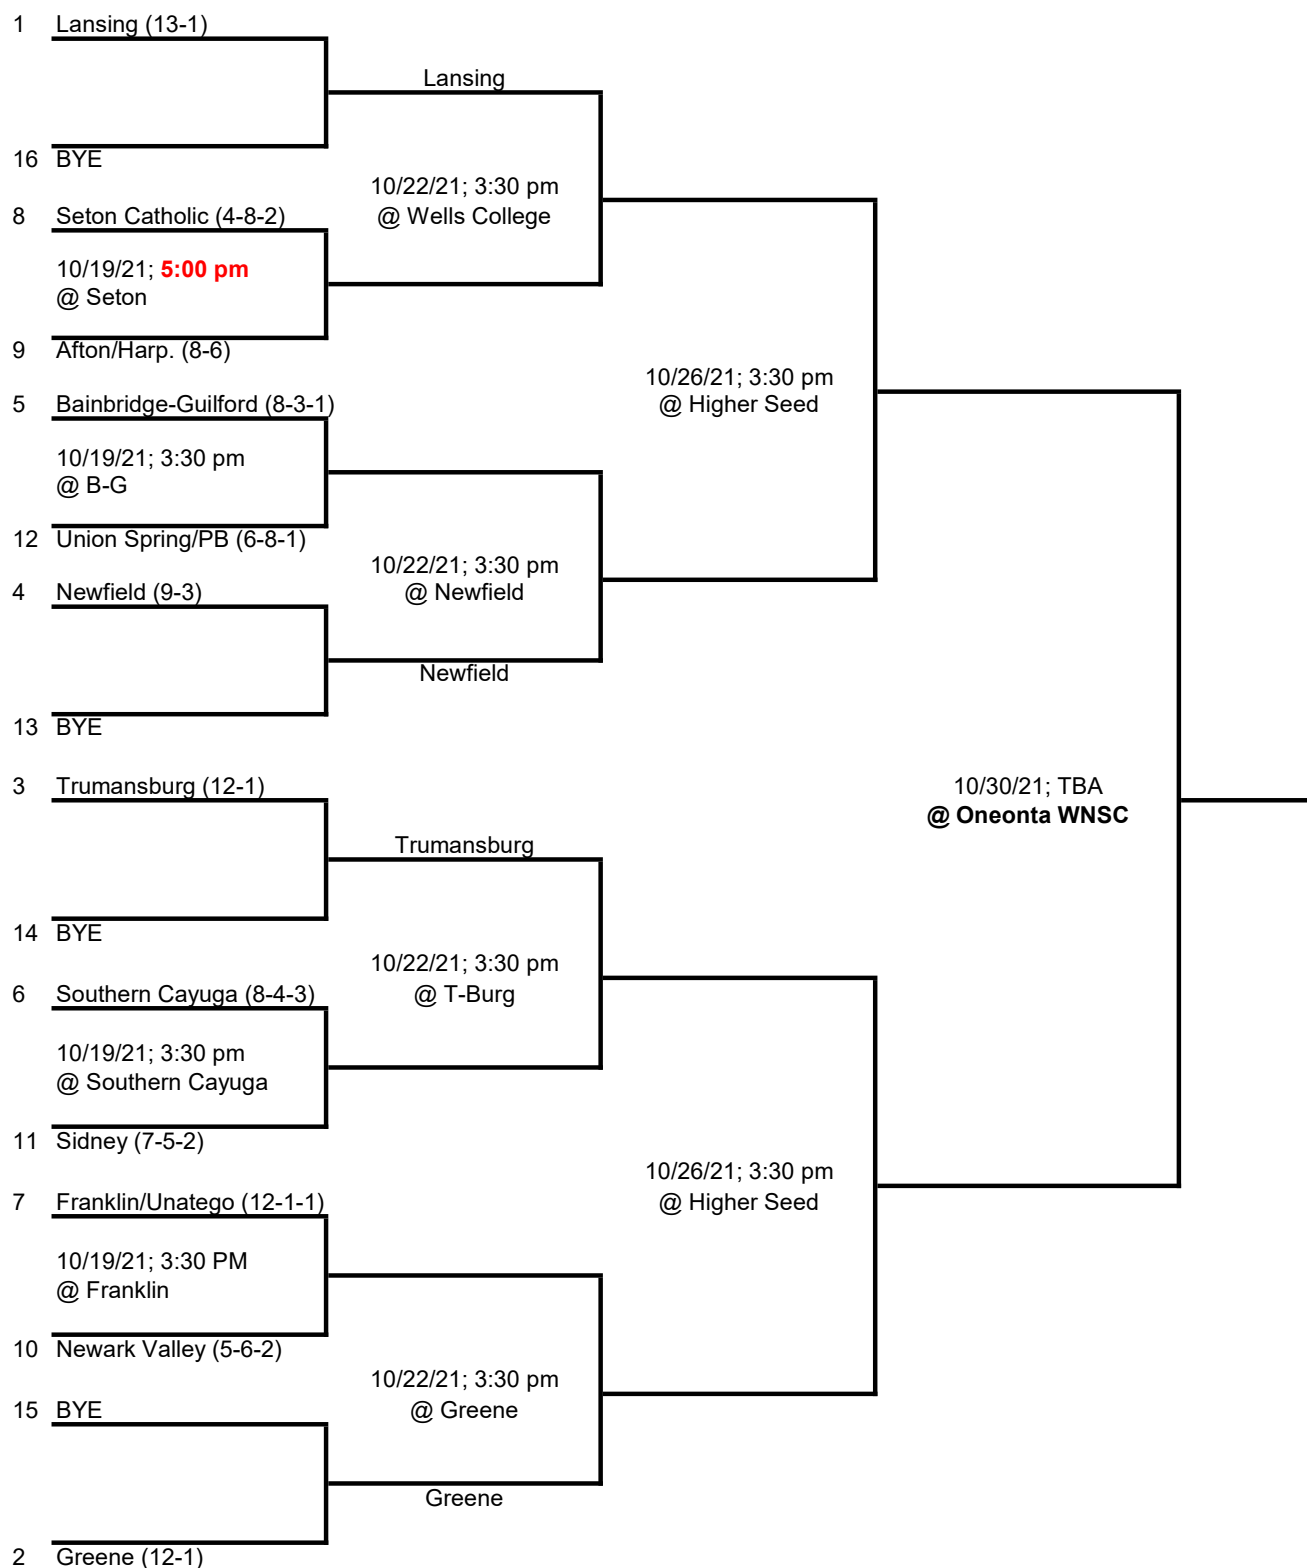 1 Lansing (13-1)
Lansing
16 BYE
10/22/21; 3:30 pm
@ Wells College
8 Seton Catholic (4-8-2)
10/19/21; 5:00 pm
@ Seton
9 Afton/Harp. (8-6)
10/26/21; 3:30 pm
@ Higher Seed
5 Bainbridge-Guilford (8-3-1)
10/19/21; 3:30 pm
@ B-G
12 Union Spring/PB (6-8-1)
10/22/21; 3:30 pm
@ Newfield
4 Newfield (9-3)
Newfield
13 BYE
3 Trumansburg (12-1)
10/30/21; TBA
@ Oneonta WNSC
Trumansburg
14 BYE
10/22/21; 3:30 pm
@ T-Burg
6 Southern Cayuga (8-4-3)
10/19/21; 3:30 pm
@ Southern Cayuga
11 Sidney (7-5-2)
10/26/21; 3:30 pm
@ Higher Seed
7 Franklin/Unatego (12-1-1)
10/19/21; 3:30 PM
@ Franklin
10 Newark Valley (5-6-2)
10/22/21; 3:30 pm
@ Greene
15 BYE
Greene
2 Greene (12-1)